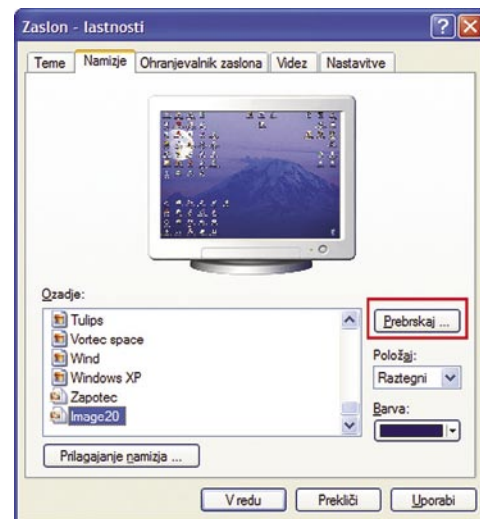 Zaslon - lastnosti
Teme Namizje Ohranjevalnik zaslona Videz Nastavitve
Ozadje:
Tulips
Vortec space
Wind
Windows XP
Zapotec
Image20
Prebrskaj ...
Položaj:
Raztegni
Barva:
Prilagajanje namizja ...
V redu Prekliči Uporabi